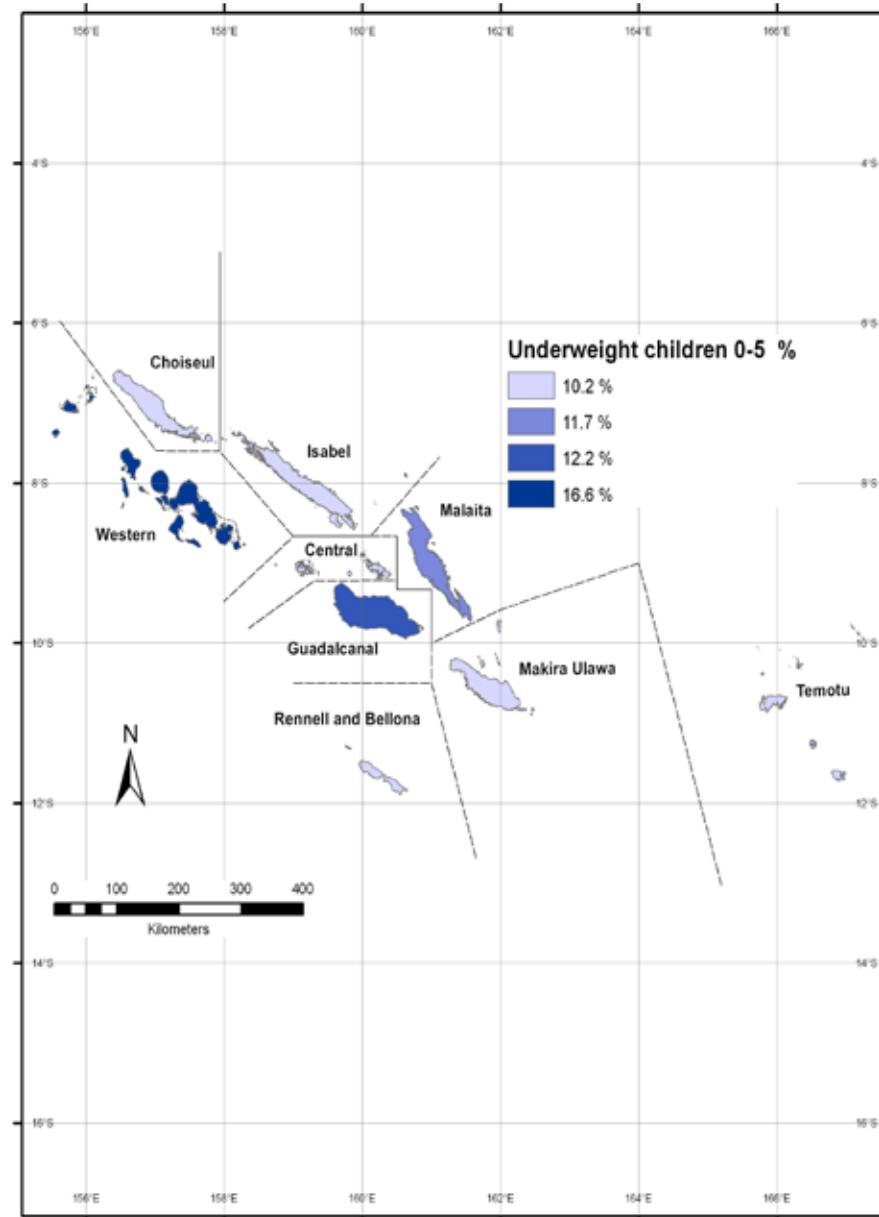 156°E 158°E 160°E 162°E 164°E 166°E
4°S 4°S
6°S 6°S
Underweight children 0-5 %
Choiseul
10.2 %
11.7 %
Isabel
12.2 %
8°S 8°S
16.6 %
Malaita
Western
Central
10°S 10°S
Guadalcanal
Makira Ulawa
Temotu
Rennell and Bellona
N
12°S 12°S
0 100 200 300 400
Kilometers
14°S 14°S
16°S 16°S
156°E 158°E 160°E 162°E 164°E 166°E